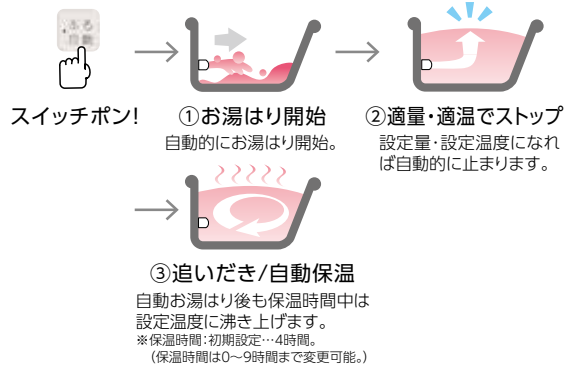 ふろ
自動
スイッチポン!
①お湯はり開始
自動的にお湯はり開始。
②適量・適温でストップ
設定量・設定温度になれ
ば自動的に止まります。
③追いだき/自動保温
自動お湯はり後も保温時間中は
設定温度に沸き上げます。
※保温時間:初期設定…4時間。
(保温時間は0〜9時間まで変更可能。)